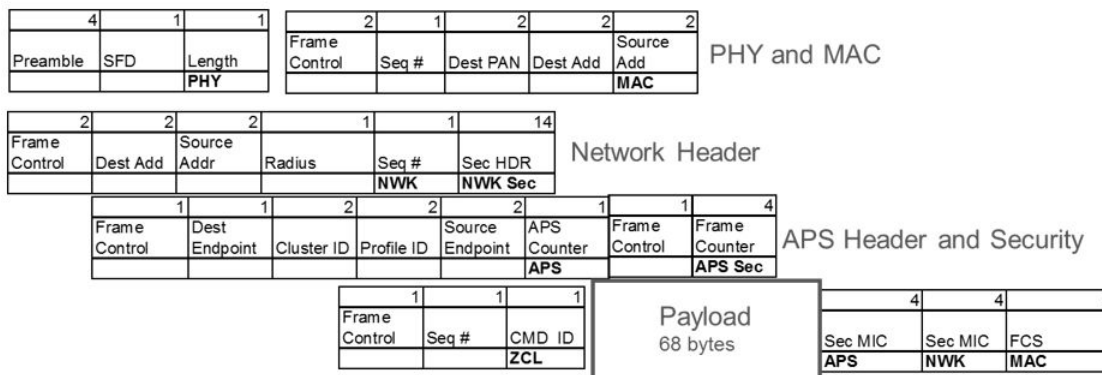 4 1 1
Preamble SFD Length
PHY
2 1 2 2 2
Frame Control Seq # Dest PAN Dest Add Source Add
MAC
PHY and MAC
2 2 2 1 1 14
Frame Control Dest Add Source Addr Radius Seq # Sec HDR
NWK NWK Sec
Network Header
1 1 2 2 2 1 1 4
Frame Control Dest Endpoint Cluster ID Profile ID Source Endpoint APS Counter Frame Control Frame Counter
APS APS Sec
APS Header and Security
1 1 1
Frame Control Seq # CMD ID
ZCL
Payload
68 bytes
4 4
Sec MIC Sec MIC FCS
APS NWK MAC